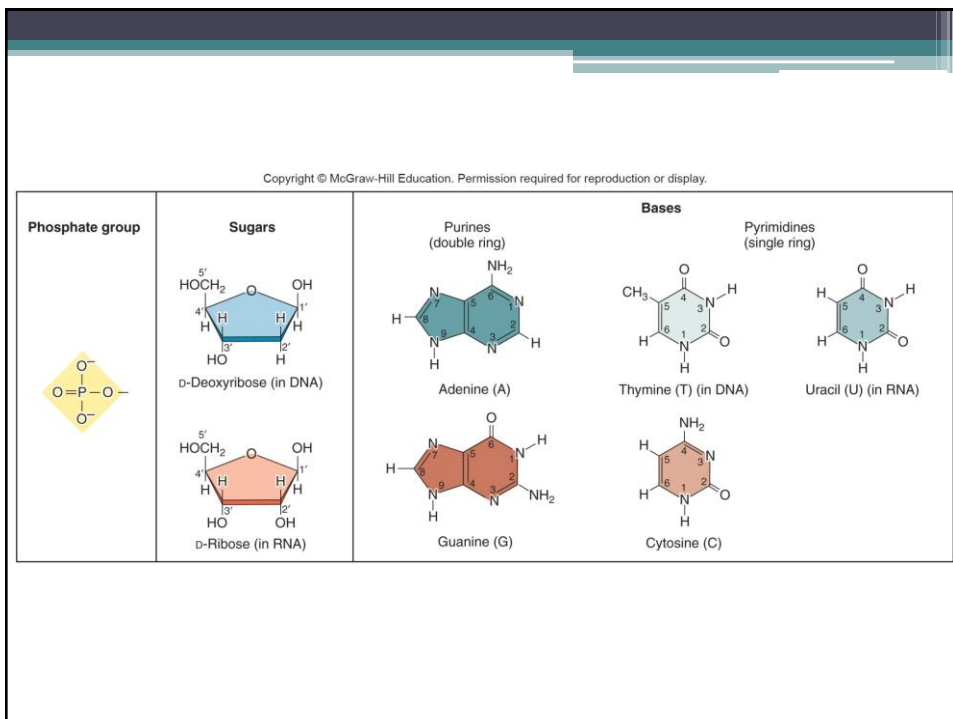 Copyright © McGraw-Hill Education. Permission required for reproduction or display.
Phosphate group
O–
O=P–O–
O–
Sugars
5′
HOCH2 O OH
4′ H H H H 1′
3′ 2′
HO H
D-Deoxyribose (in DNA)
5′
HOCH2 O OH
4′ H H H H 1′
3′ 2′
HO OH
D-Ribose (in RNA)
Bases
Purines
(double ring)
NH2
N 7 5 6 1 N
H 8 2
N 9 4 3 N H
H
Adenine (A)
O
N 7 5 6 1 N H
H 8 2
N 9 4 3 N NH2
H
Guanine (G)
Pyrimidines
(single ring)
O
CH3 4 H
5 3 N
6 1 2
H N O
H
Thymine (T) (in DNA)
O
H 4 H
5 3 N
6 1 2
H N O
H
Uracil (U) (in RNA)
NH2
H 4
5 3 N
6 1 2
H N O
H
Cytosine (C)